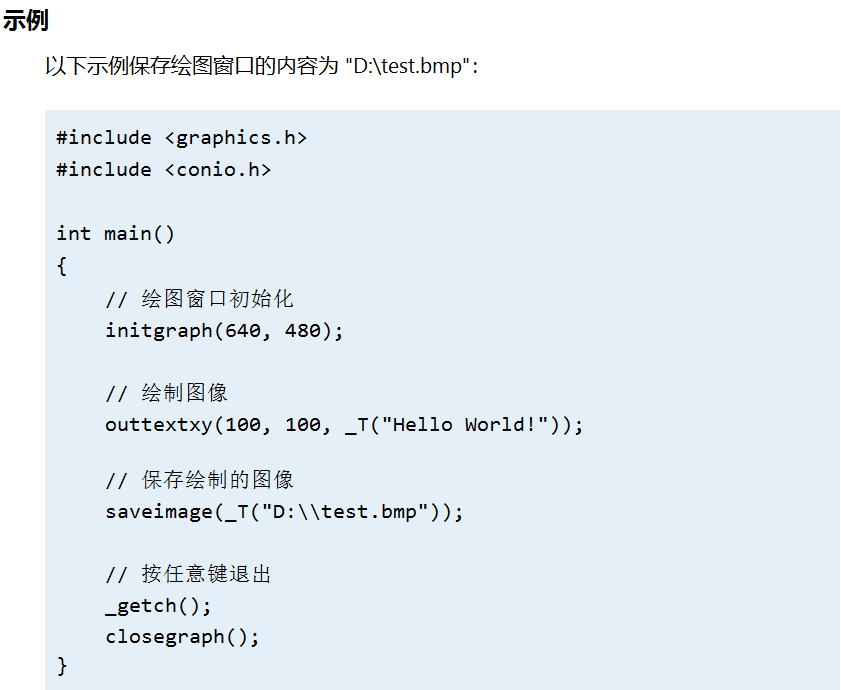 示例
以下示例保存绘图窗口的内容为 "D:\test.bmp"：
#include <graphics.h>
#include <conio.h>
int main()
{
// 绘图窗口初始化
initgraph(640, 480);
// 绘制图像
outtextxy(100, 100, _T("Hello World!"));
// 保存绘制的图像
saveimage(_T("D:\\test.bmp"));
// 按任意键退出
_getch();
closegraph();
}